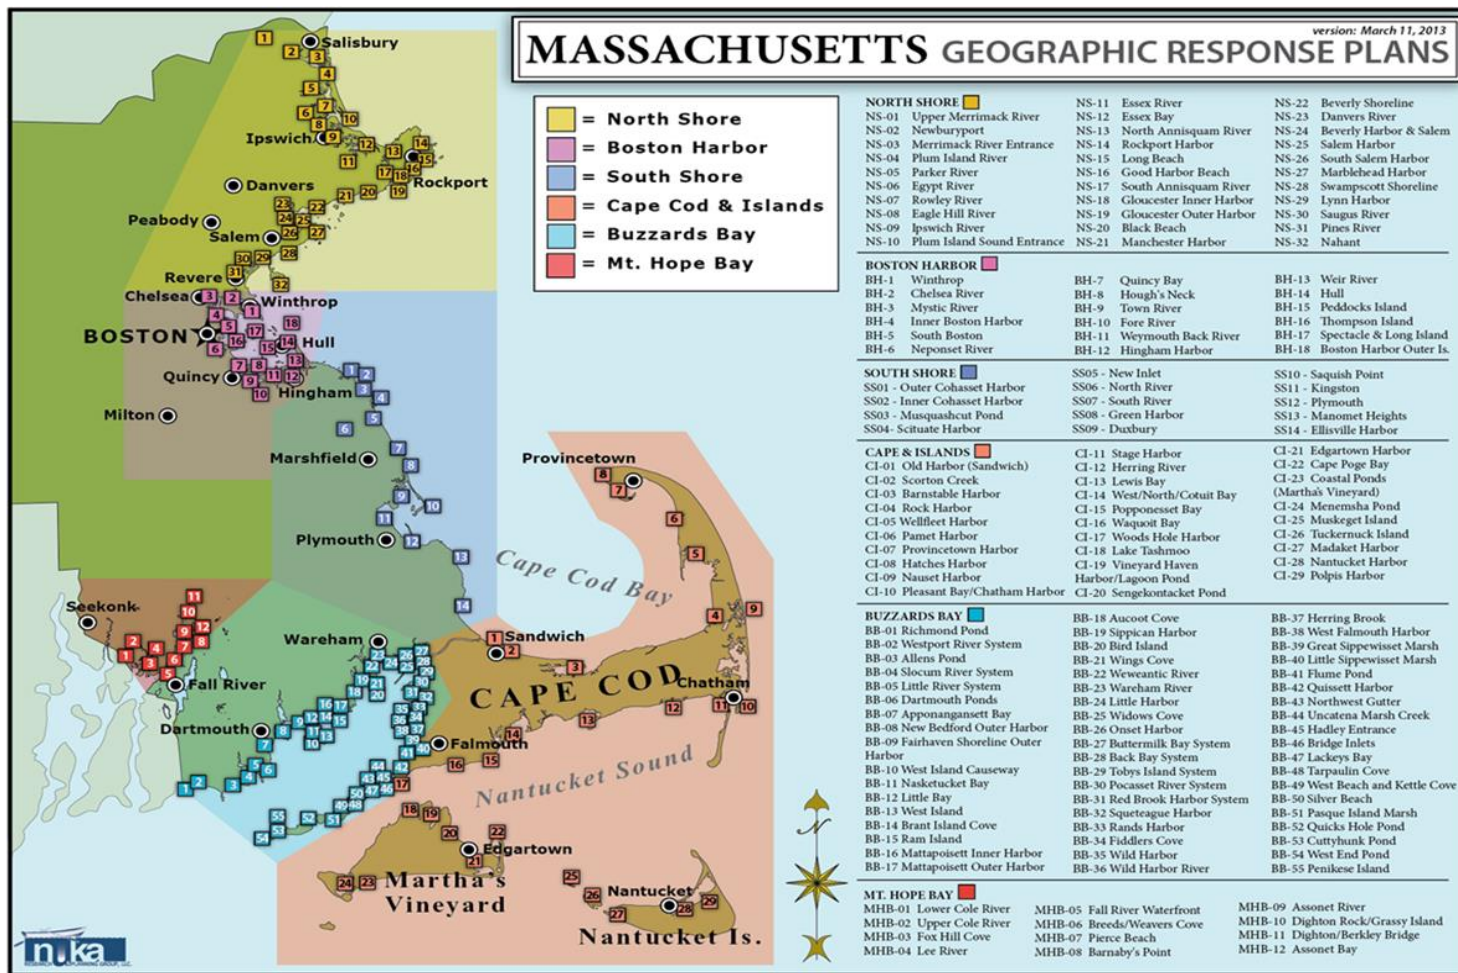 version: March 11, 2013
MASSACHUSETTS GEOGRAPHIC RESPONSE PLANS
= North Shore
= Boston Harbor
= South Shore
= Cape Cod & Islands
= Buzzards Bay
= Mt. Hope Bay
Salisbury
Ipswich
Rockport
Danvers
Peabody
Salem
Revere
Chelsea
Winthrop
BOSTON
Hull
Quincy
Hingham
Milton
Marshfield
Provincetown
Plymouth
Cape Cod Bay
Seekonk
Wareham
Sandwich
Fall River
CAPE COD
Chatham
Dartmouth
Falmouth
Nantucket Sound
Edgartown
Martha's
Vineyard
Nantucket
Nantucket Is.
N
nuka
RESEARCH & PLANNING GROUP, LLC.
NORTH SHORE
NS-01 Upper Merrimack River
NS-02 Newburyport
NS-03 Merrimack River Entrance
NS-04 Plum Island River
NS-05 Parker River
NS-06 Egypt River
NS-07 Rowley River
NS-08 Eagle Hill River
NS-09 Ipswich River
NS-10 Plum Island Sound Entrance
NS-11 Essex River
NS-12 Essex Bay
NS-13 North Annisquam River
NS-14 Rockport Harbor
NS-15 Long Beach
NS-16 Good Harbor Beach
NS-17 South Annisquam River
NS-18 Gloucester Inner Harbor
NS-19 Gloucester Outer Harbor
NS-20 Black Beach
NS-21 Manchester Harbor
NS-22 Beverly Shoreline
NS-23 Danvers River
NS-24 Beverly Harbor & Salem
NS-25 Salem Harbor
NS-26 South Salem Harbor
NS-27 Marblehead Harbor
NS-28 Swampscott Shoreline
NS-29 Lynn Harbor
NS-30 Saugus River
NS-31 Pines River
NS-32 Nahant
BOSTON HARBOR
BH-1 Winthrop
BH-2 Chelsea River
BH-3 Mystic River
BH-4 Inner Boston Harbor
BH-5 South Boston
BH-6 Neponset River
BH-7 Quincy Bay
BH-8 Hough's Neck
BH-9 Town River
BH-10 Fore River
BH-11 Weymouth Back River
BH-12 Hingham Harbor
BH-13 Weir River
BH-14 Hull
BH-15 Peddocks Island
BH-16 Thompson Island
BH-17 Spectacle & Long Island
BH-18 Boston Harbor Outer Is.
SOUTH SHORE
SS01 - Outer Cohasset Harbor
SS02 - Inner Cohasset Harbor
SS03 - Musquashcut Pond
SS04- Scituate Harbor
SS05 - New Inlet
SS06 - North River
SS07 - South River
SS08 - Green Harbor
SS09 - Duxbury
SS10 - Saquish Point
SS11 - Kingston
SS12 - Plymouth
SS13 - Manomet Heights
SS14 - Ellisville Harbor
CAPE & ISLANDS
CI-01 Old Harbor (Sandwich)
CI-02 Scorton Creek
CI-03 Barnstable Harbor
CI-04 Rock Harbor
CI-05 Wellfleet Harbor
CI-06 Pamet Harbor
CI-07 Provincetown Harbor
CI-08 Hatches Harbor
CI-09 Nauset Harbor
CI-10 Pleasant Bay/Chatham Harbor
CI-11 Stage Harbor
CI-12 Herring River
CI-13 Lewis Bay
CI-14 West/North/Cotuit Bay
CI-15 Popponesset Bay
CI-16 Waquoit Bay
CI-17 Woods Hole Harbor
CI-18 Lake Tashmoo
CI-19 Vineyard Haven
Harbor/Lagoon Pond
CI-20 Sengekontacket Pond
CI-21 Edgartown Harbor
CI-22 Cape Poge Bay
CI-23 Coastal Ponds
(Martha's Vineyard)
CI-24 Menemsha Pond
CI-25 Muskeget Island
CI-26 Tuckernuck Island
CI-27 Madaket Harbor
CI-28 Nantucket Harbor
CI-29 Polpis Harbor
BUZZARDS BAY
BB-01 Richmond Pond
BB-02 Westport River System
BB-03 Allens Pond
BB-04 Slocum River System
BB-05 Little River System
BB-06 Dartmouth Ponds
BB-07 Apponangansett Bay
BB-08 New Bedford Outer Harbor
BB-09 Fairhaven Shoreline Outer
Harbor
BB-10 West Island Causeway
BB-11 Nasketucket Bay
BB-12 Little Bay
BB-13 West Island
BB-14 Brant Island Cove
BB-15 Ram Island
BB-16 Mattapoisett Inner Harbor
BB-17 Mattapoisett Outer Harbor
BB-18 Aucoot Cove
BB-19 Sippican Harbor
BB-20 Bird Island
BB-21 Wings Cove
BB-22 Weweantic River
BB-23 Wareham River
BB-24 Little Harbor
BB-25 Widows Cove
BB-26 Onset Harbor
BB-27 Buttermilk Bay System
BB-28 Back Bay System
BB-29 Tobys Island System
BB-30 Pocasset River System
BB-31 Red Brook Harbor System
BB-32 Squeteague Harbor
BB-33 Rands Harbor
BB-34 Fiddlers Cove
BB-35 Wild Harbor
BB-36 Wild Harbor River
BB-37 Herring Brook
BB-38 West Falmouth Harbor
BB-39 Great Sippewisset Marsh
BB-40 Little Sippewisset Marsh
BB-41 Flume Pond
BB-42 Quissett Harbor
BB-43 Northwest Gutter
BB-44 Uncatena Marsh Creek
BB-45 Hadley Entrance
BB-46 Bridge Inlets
BB-47 Lackeys Bay
BB-48 Tarpaulin Cove
BB-49 West Beach and Kettle Cove
BB-50 Silver Beach
BB-51 Pasque Island Marsh
BB-52 Quicks Hole Pond
BB-53 Cuttyhunk Pond
BB-54 West End Pond
BB-55 Penikese Island
MT. HOPE BAY
MHB-01 Lower Cole River
MHB-02 Upper Cole River
MHB-03 Fox Hill Cove
MHB-04 Lee River
MHB-05 Fall River Waterfront
MHB-06 Breeds/Weavers Cove
MHB-07 Pierce Beach
MHB-08 Barnaby's Point
MHB-09 Assonet River
MHB-10 Dighton Rock/Grassy Island
MHB-11 Dighton/Berkley Bridge
MHB-12 Assonet Bay